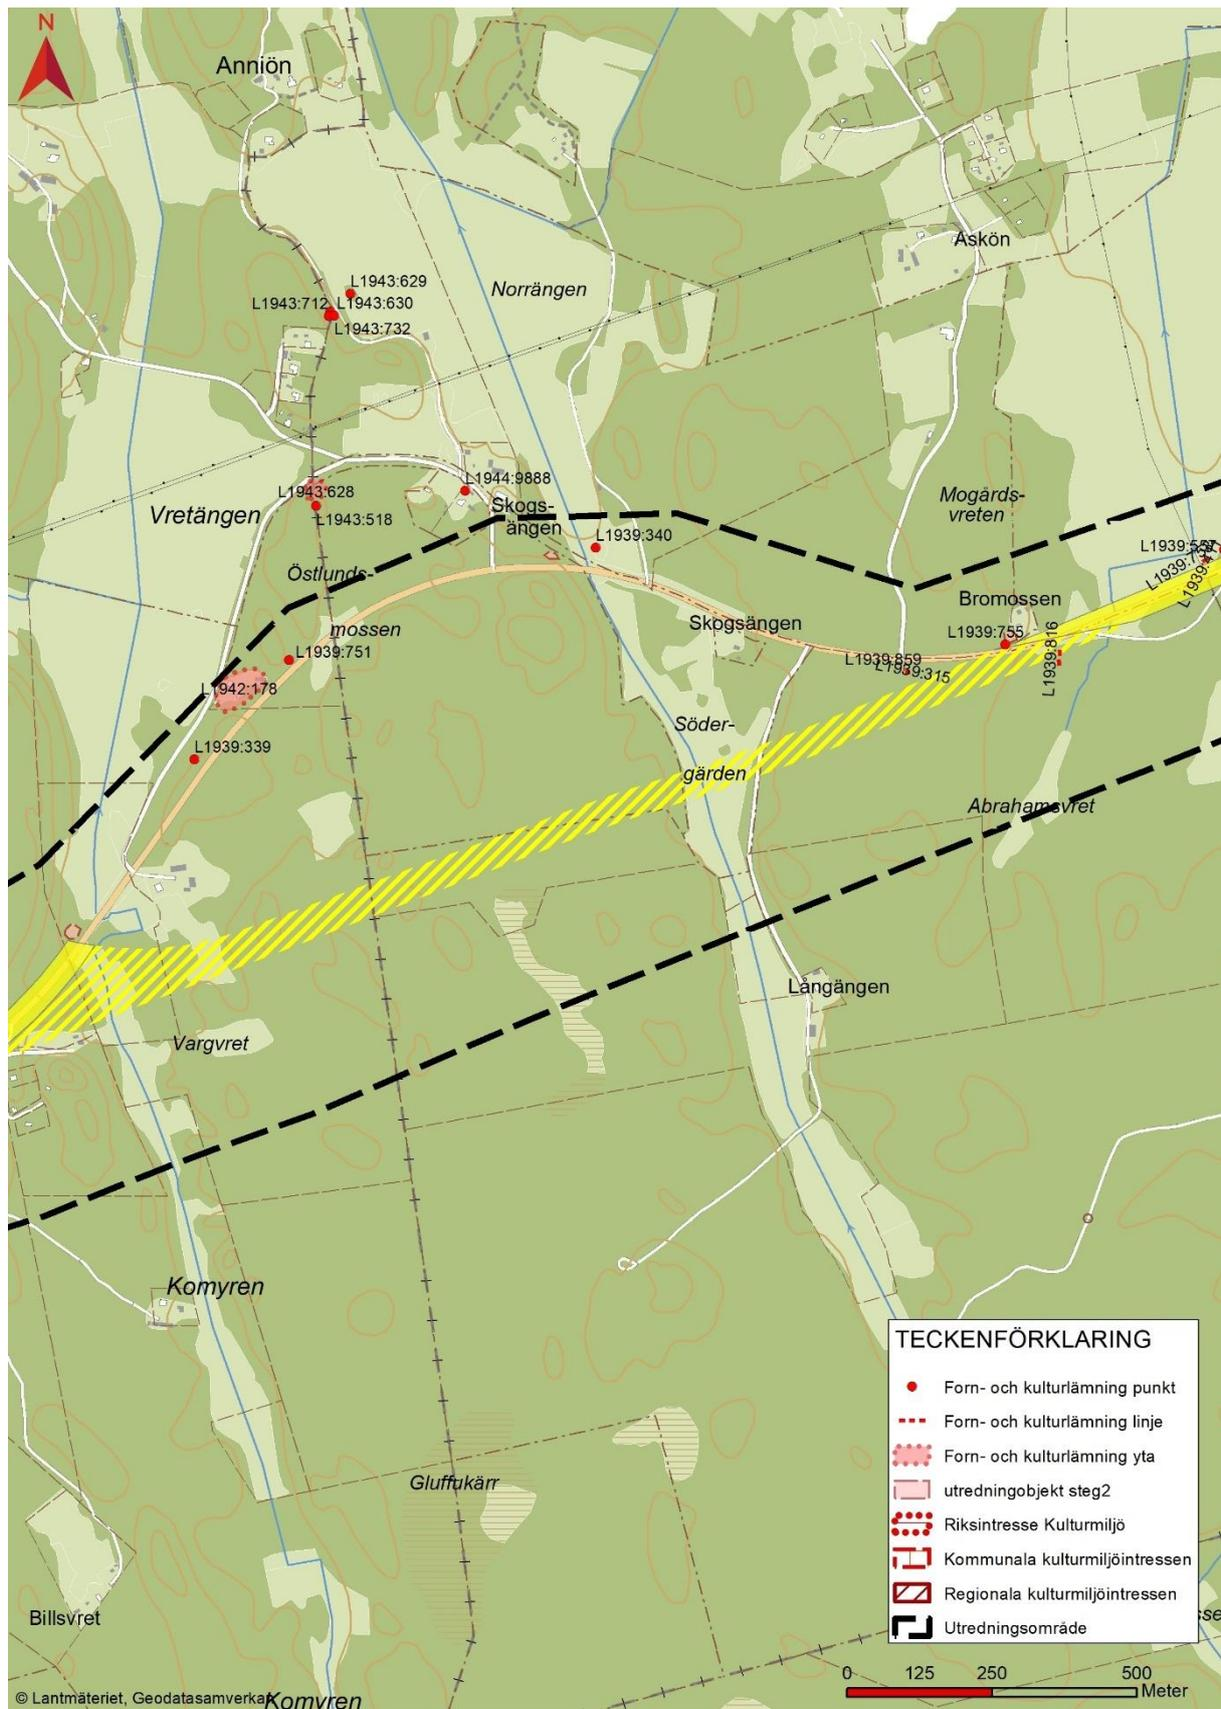 N
Anniön
Askön
L1943:629
Norrängen
L1943:712
L1943:630
L1943:732
L1944:9888
L1943:628
Mogårds-
vreten
Vretängen
L1943:518
Skogs-
ängen
L1939:340
L1939:557
Östlunds-
Bromossen
mossen
Skogsängen
L1939:755
L1939:816
L1939:751
L1939:859
L1939:315
L1942:178
Söder-
L1939:339
gärden
Abrahamsvret
Långängen
Vargvret
Komyren
Gluffukärr
Billsvret
TECKENFÖRKLARING
Forn- och kulturlämning punkt
Forn- och kulturlämning linje
Forn- och kulturlämning yta
utredningobjekt steg2
Riksintresse Kulturmiljö
Kommunala kulturmiljöintressen
Regionala kulturmiljöintressen
Utredningsområde
0 125 250 500
Meter
© Lantmäteriet, Geodatasamverkan
Komyren